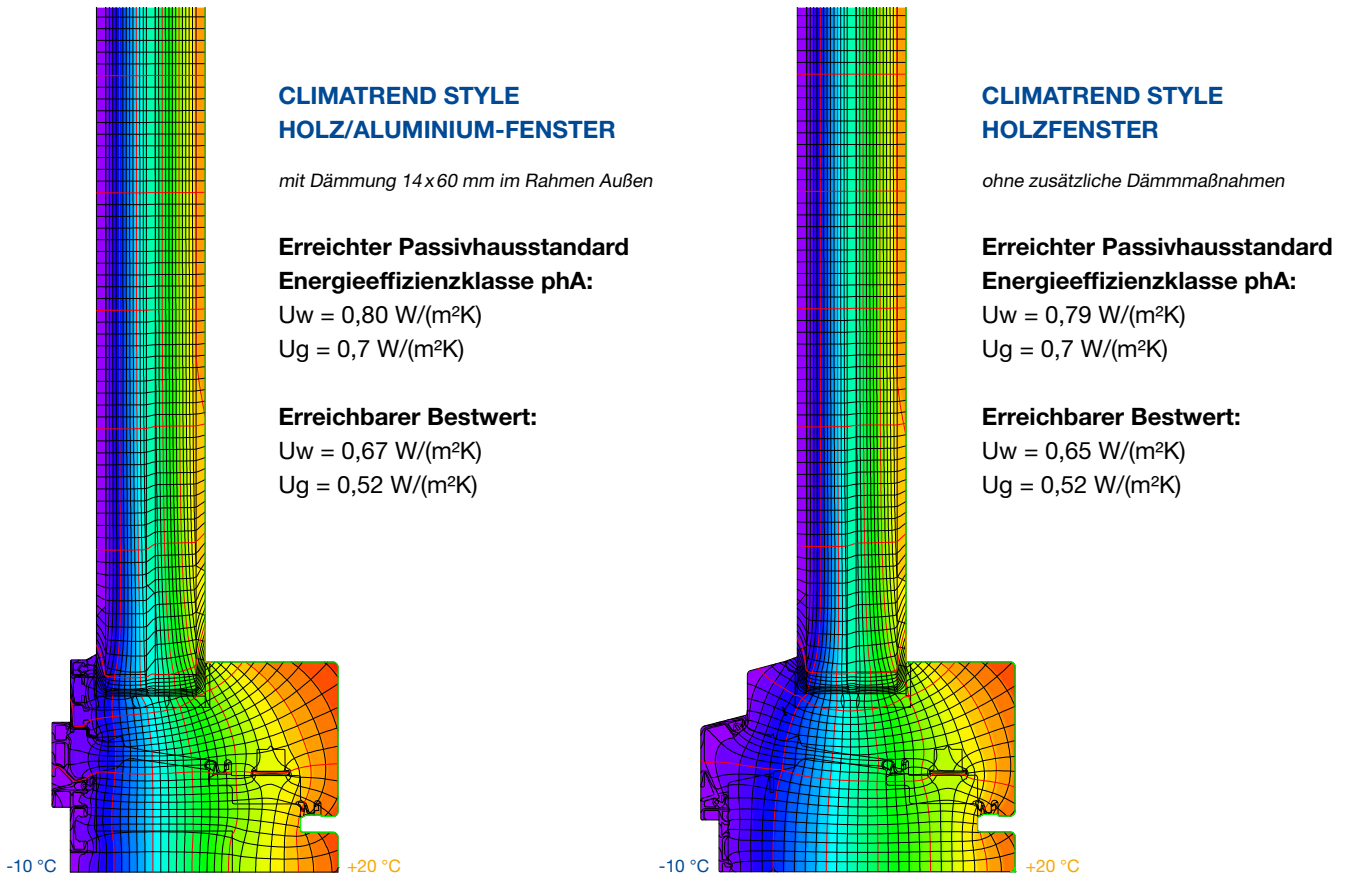 CLIMATREND STYLE
HOLZ/ALUMINIUM-FENSTER
mit Dämmung 14 x 60 mm im Rahmen Außen
Erreichter Passivhausstandard
Energieeffizienzklasse phA:
Uw = 0,80 W/(m²K)
Ug = 0,7 W/(m²K)
Erreichbarer Bestwert:
Uw = 0,67 W/(m²K)
Ug = 0,52 W/(m²K)
-10 °C
+20 °C
CLIMATREND STYLE
HOLZFENSTER
ohne zusätzliche Dämmmaßnahmen
Erreichter Passivhausstandard
Energieeffizienzklasse phA:
Uw = 0,79 W/(m²K)
Ug = 0,7 W/(m²K)
Erreichbarer Bestwert:
Uw = 0,65 W/(m²K)
Ug = 0,52 W/(m²K)
-10 °C
+20 °C